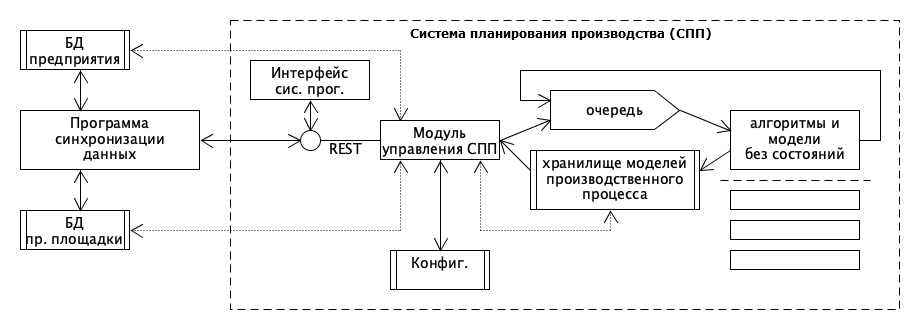 Система планирования производства (СПП)
БД
предприятия
Интерфейс
сис. прог.
очередь
Программа
синхронизации
данных
REST
Модуль
управления СПП
алгоритмы и
модели
без состояний
хранилище моделей
производственного
процесса
БД
пр. площадки
Конфиг.